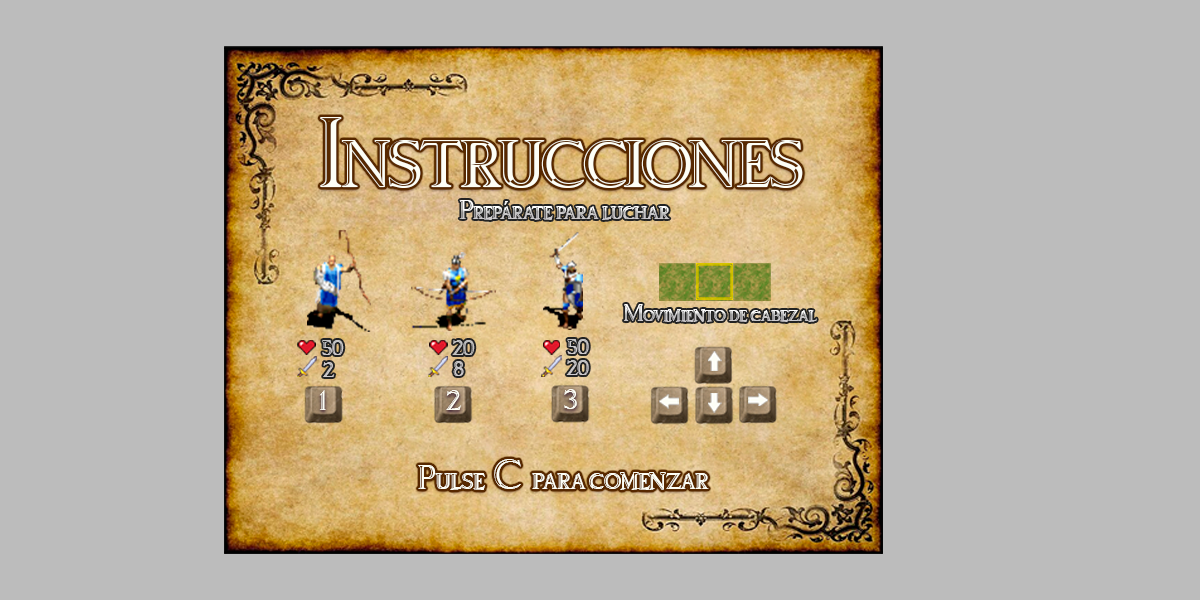 INSTRUCCIONES
PREPÁRATE PARA LUCHAR
MOVIMIENTO DE CABEZAL
50 20 50
2 8 20
1 2 3
PULSE C PARA COMENZAR